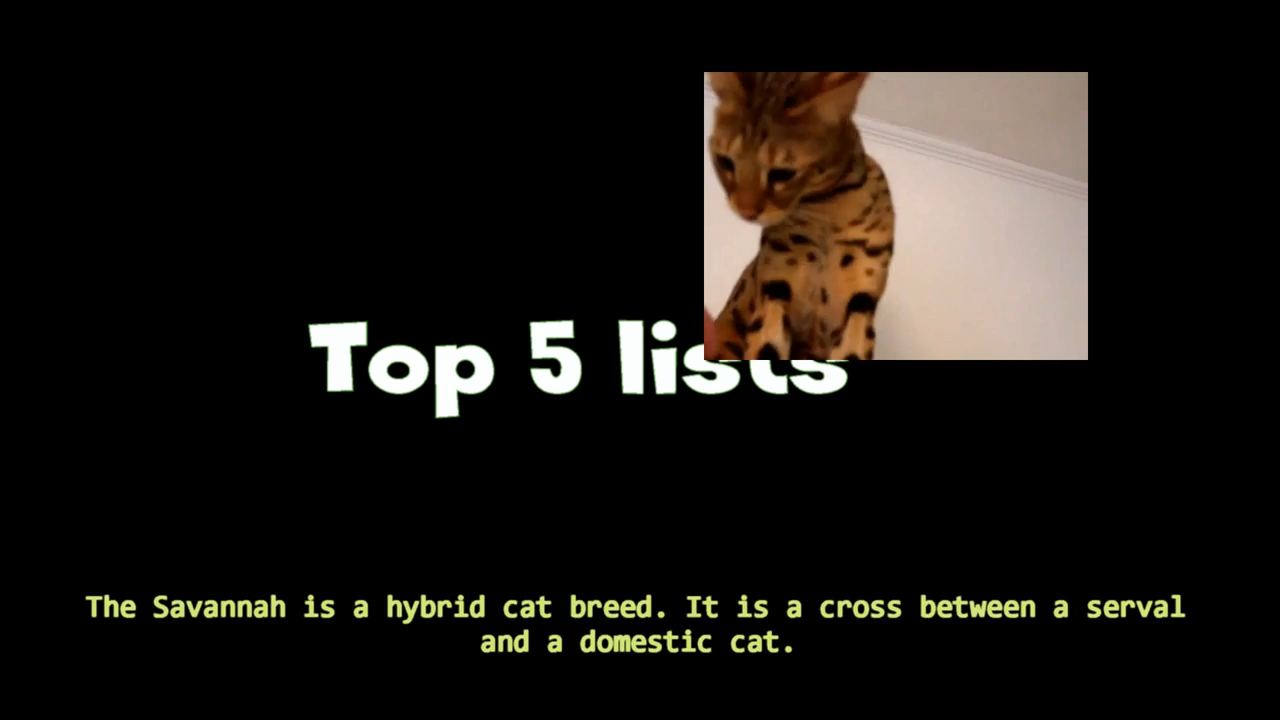 Top 5 lists
The Savannah is a hybrid cat breed. It is a cross between a serval
and a domestic cat.